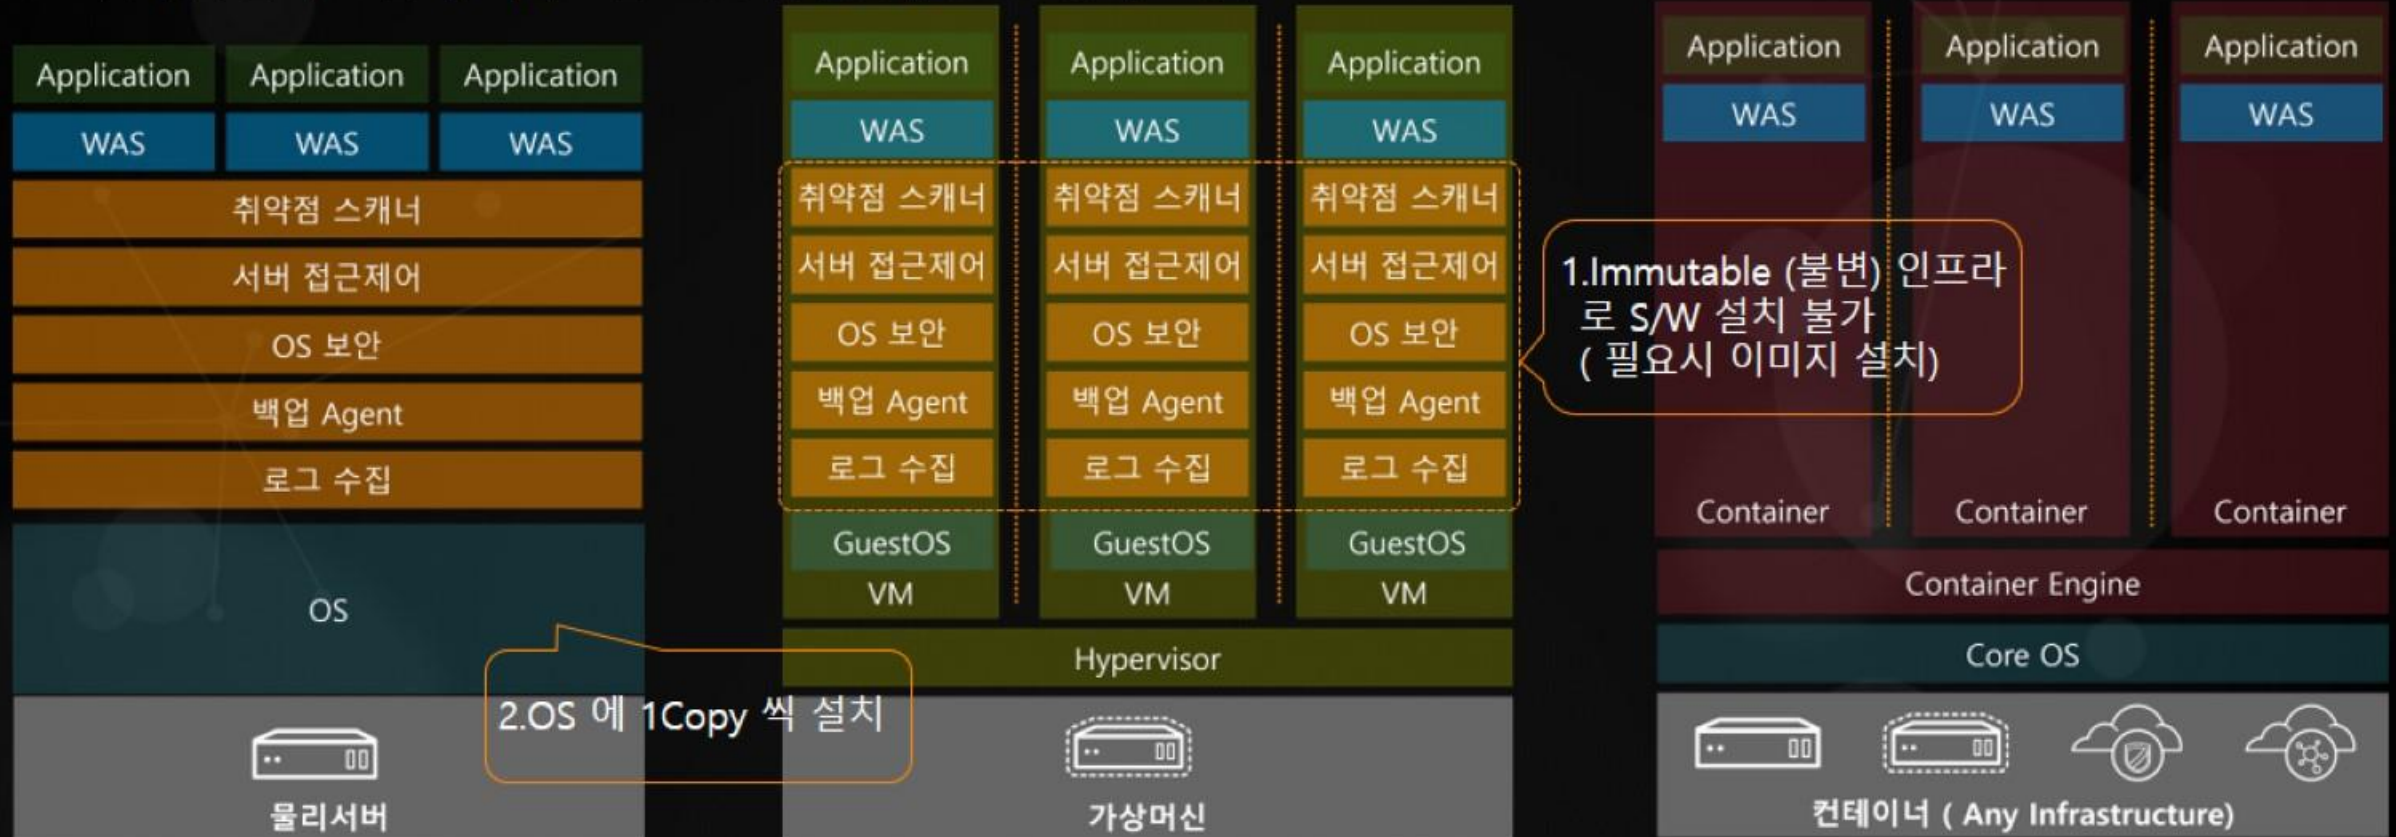 Application Application Application
WAS WAS WAS
취약점 스캐너
서버 접근제어
OS 보안
백업 Agent
로그 수집
OS
물리서버
Application Application Application
WAS WAS WAS
취약점 스캐너 취약점 스캐너 취약점 스캐너
서버 접근제어 서버 접근제어 서버 접근제어
OS 보안 OS 보안 OS 보안
백업 Agent 백업 Agent 백업 Agent
로그 수집 로그 수집 로그 수집
GuestOS GuestOS GuestOS
VM VM VM
Hypervisor
가상머신
2.OS 에 1Copy 씩 설치
1.Immutable (불변) 인프라
로 S/W 설치 불가
( 필요시 이미지 설치)
Application Application Application
WAS WAS WAS
Container Container Container
Container Engine
Core OS
컨테이너 ( Any Infrastructure)